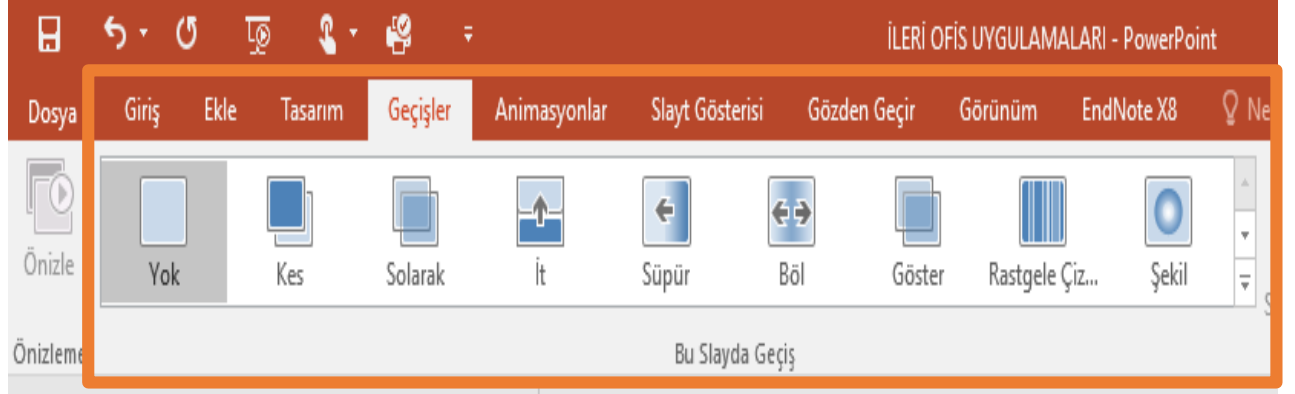 İLERİ OFİS UYGULAMALARI - PowerPoint
Dosya Giriş Ekle Tasarım Geçişler Animasyonlar Slayt Gösterisi Gözden Geçir Görünüm EndNote X8 Ne
Önizle Yok Kes Solarak İt Süpür Böl Göster Rastgele Çiz... Şekil
Önizleme Bu Slayda Geçiş